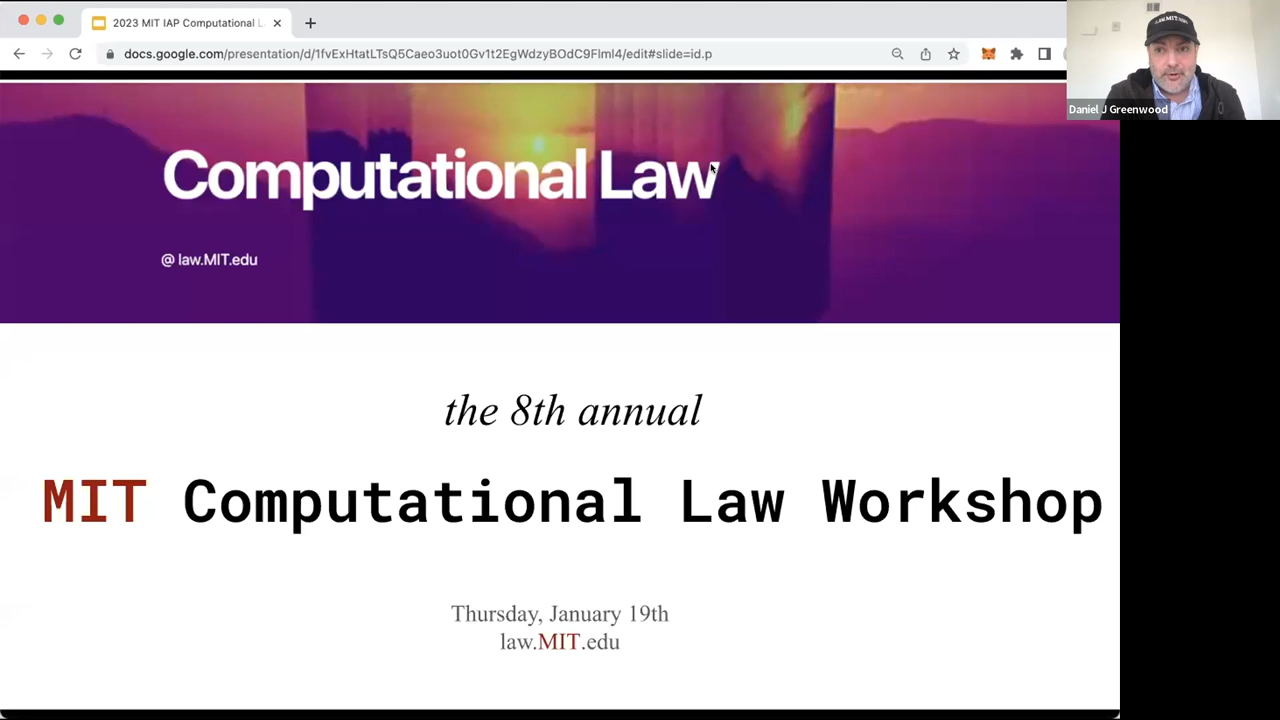 2023 MIT IAP Computational L
docs.google.com/presentation/d/1fvExHtatLTsQ5Caeo3uot0Gv1t2EgWdzyBOdC9Flml4/edit#slide=id.p
Daniel J Greenwood
Computational Law
@ law.MIT.edu
the 8th annual
MIT Computational Law Workshop
Thursday, January 19th
law.MIT.edu